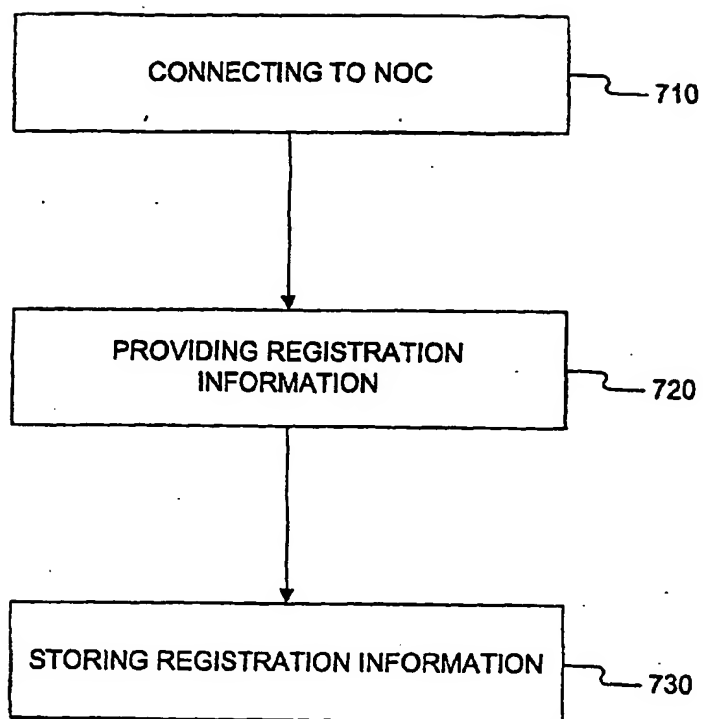 CONNECTING TO NOC
710
PROVIDING REGISTRATION
INFORMATION
720
STORING REGISTRATION INFORMATION
730